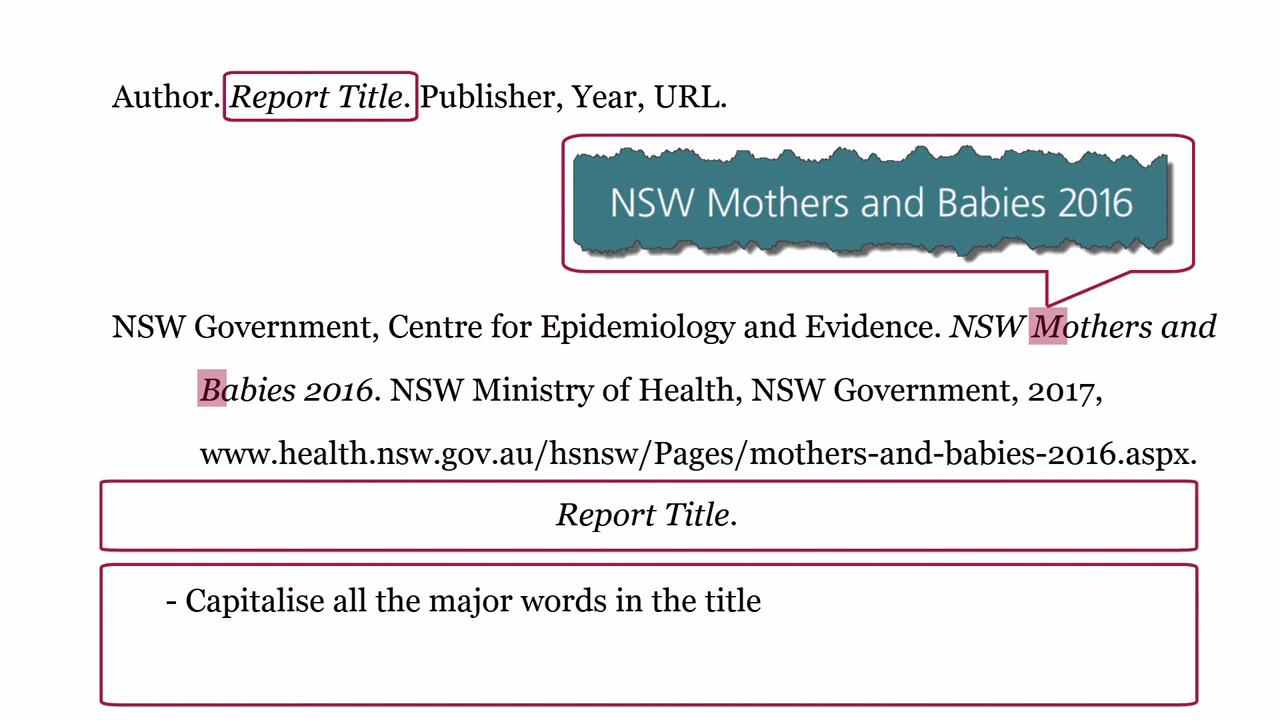 Author. Report Title. Publisher, Year, URL.
NSW Mothers and Babies 2016
NSW Government, Centre for Epidemiology and Evidence. NSW Mothers and
Babies 2016. NSW Ministry of Health, NSW Government, 2017,
www.health.nsw.gov.au/hsnsw/Pages/mothers-and-babies-2016.aspx.
Report Title.
- Capitalise all the major words in the title